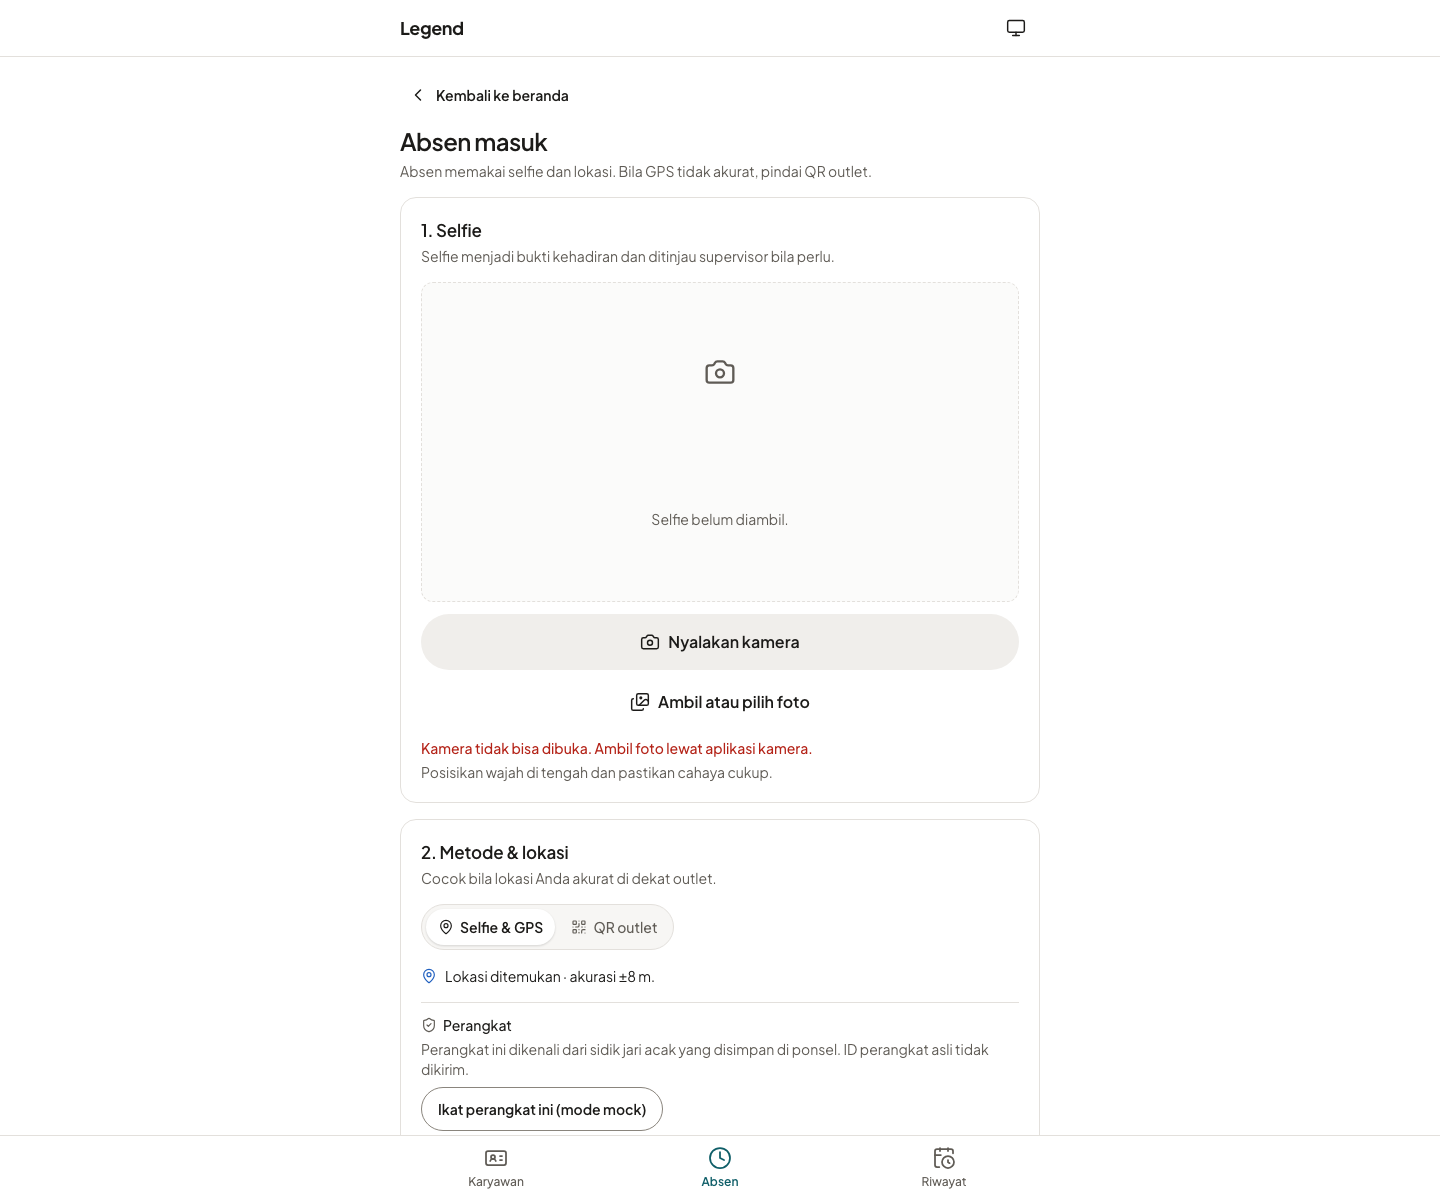 Legend
Kembali ke beranda
Absen masuk
Absen memakai selfie dan lokasi. Bila GPS tidak akurat, pindai QR outlet.
1. Selfie
Selfie menjadi bukti kehadiran dan ditinjau supervisor bila perlu.
Selfie belum diambil.
Nyalakan kamera
Ambil atau pilih foto
Kamera tidak bisa dibuka. Ambil foto lewat aplikasi kamera.
Posisikan wajah di tengah dan pastikan cahaya cukup.
2. Metode & lokasi
Cocok bila lokasi Anda akurat di dekat outlet.
Selfie & GPS
QR outlet
Lokasi ditemukan · akurasi ±8 m.
Perangkat
Perangkat ini dikenali dari sidik jari acak yang disimpan di ponsel. ID perangkat asli tidak
dikirim.
Ikat perangkat ini (mode mock)
Karyawan
Absen
Riwayat